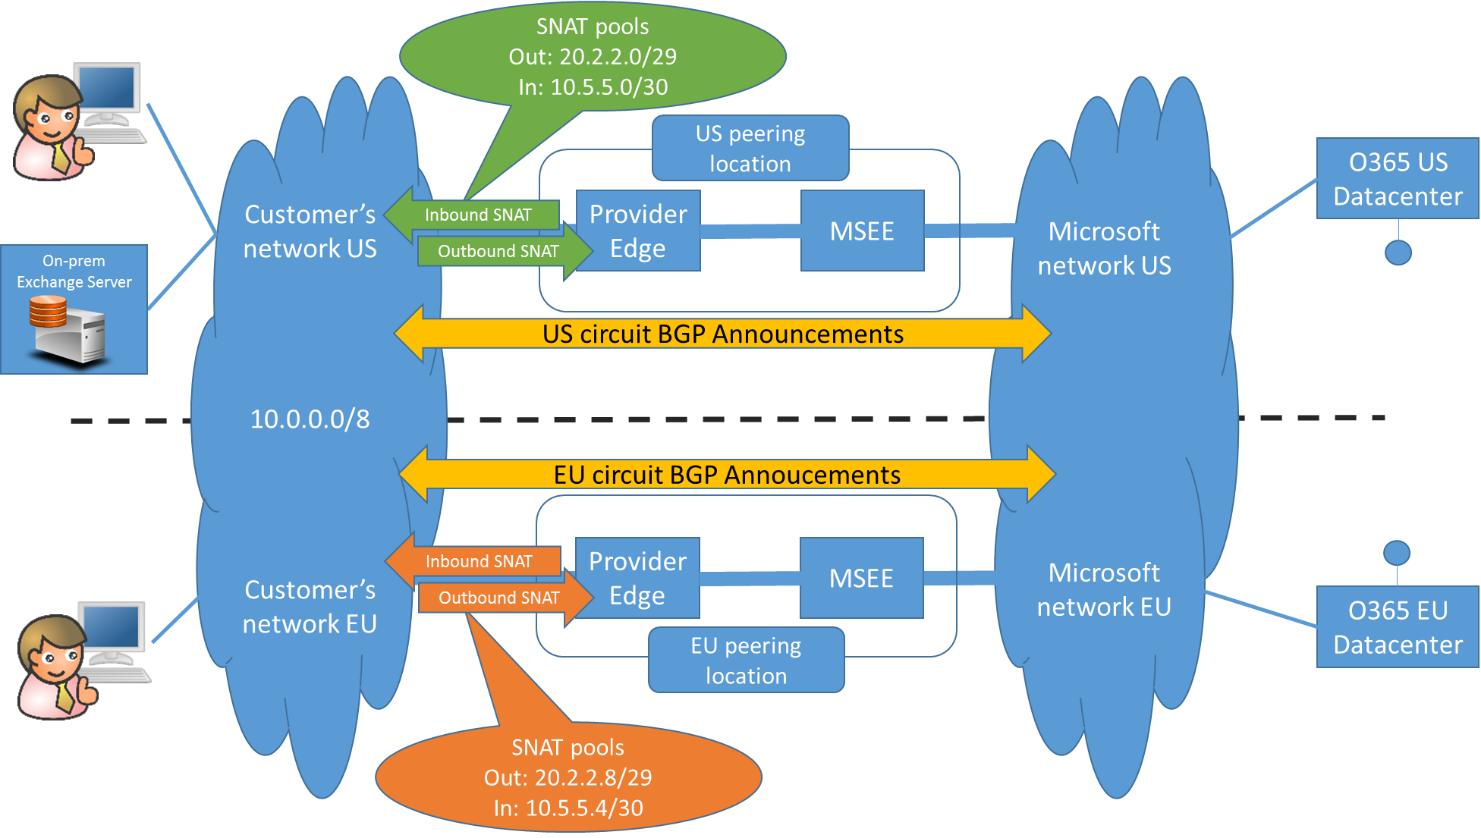 SNAT pools
Out: 20.2.2.0/29
In: 10.5.5.0/30
US peering
location
O365 US
Datacenter
Customer's
network US
Inbound SNAT
Outbound SNAT
Provider
Edge
MSEE
Microsoft
network US
On-prem
Exchange Server
US circuit BGP Announcements
10.0.0.0/8
EU circuit BGP Annoucements
Inbound SNAT
Outbound SNAT
Provider
Edge
MSEE
Microsoft
network EU
Customer's
network EU
O365 EU
Datacenter
EU peering
location
SNAT pools
Out: 20.2.2.8/29
In: 10.5.5.4/30